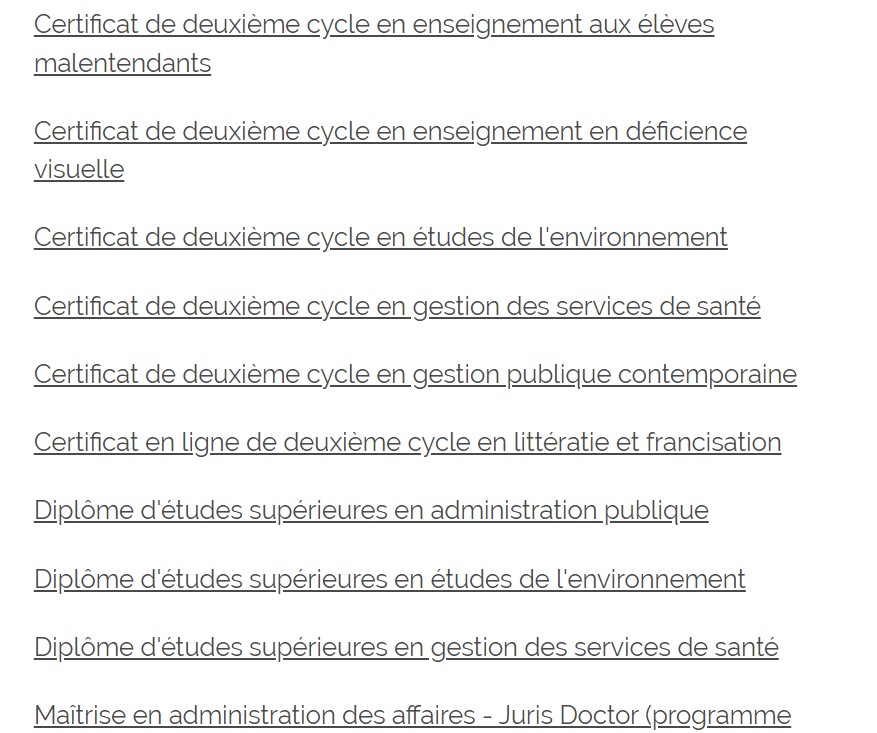 Certificat de deuxième cycle en enseignement aux élèves
malentendants
Certificat de deuxième cycle en enseignement en déficience
visuelle
Certificat de deuxième cycle en études de l'environnement
Certificat de deuxième cycle en gestion des services de santé
Certificat de deuxième cycle en gestion publique contemporaine
Certificat en ligne de deuxième cycle en littératie et francisation
Diplôme d'études supérieures en administration publique
Diplôme d'études supérieures en études de l'environnement
Diplôme d'études supérieures en gestion des services de santé
Maîtrise en administration des affaires - Juris Doctor (programme